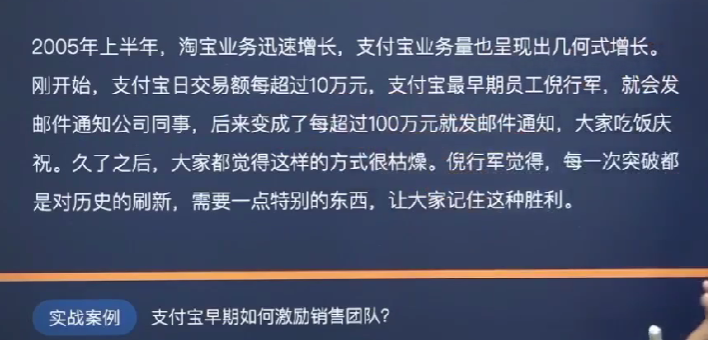 2005年上半年，淘宝业务迅速增长，支付宝业务量也呈现出几何式增长。
刚开始，支付宝日交易额每超过10万元，支付宝最早期员工倪行军，就会发
邮件通知公司同事，后来变成了每超过100万元就发邮件通知，大家吃饭庆
祝。久了之后，大家都觉得这样的方式很枯燥。倪行军觉得，每一次突破都
是对历史的刷新，需要一点特别的东西，让大家记住这种胜利。
实战案例 支付宝早期如何激励销售团队?